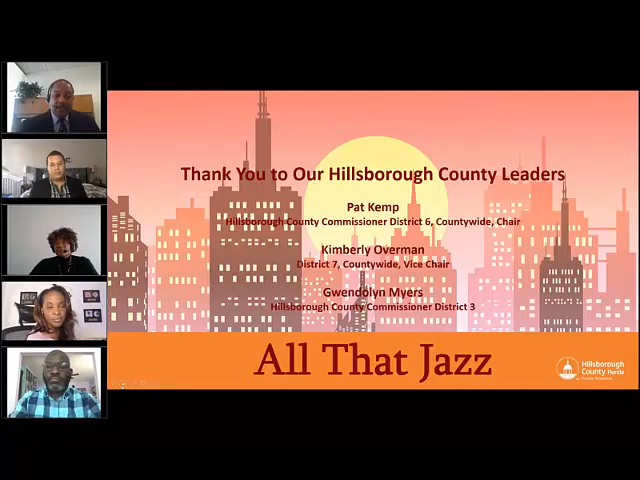 Thank You to Our Hillsborough County Leaders
Pat Kemp
Hillsborough County Commissioner District 6, Countywide, Chair
Kimberly Overman
District 7, Countywide, Vice Chair
Gwendolyn Myers
Hillsborough County Commissioner District 3
All That Jazz
Hillsborough
County Florida